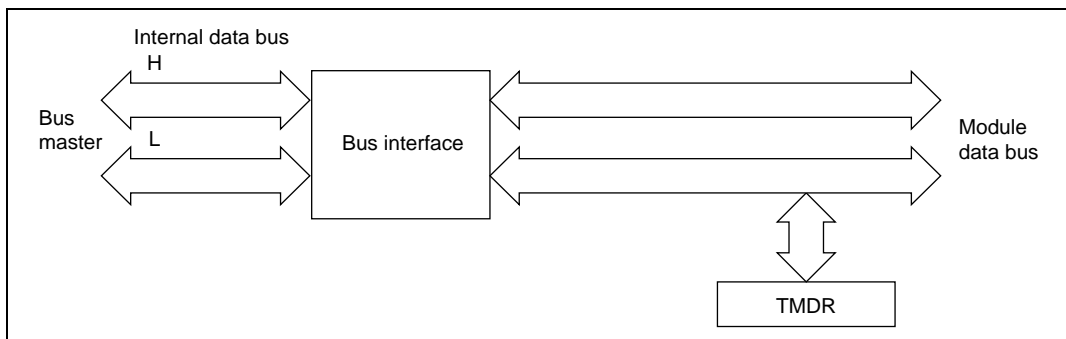 Internal data bus
H
Bus
master
L
Bus interface
Module
data bus
TMDR